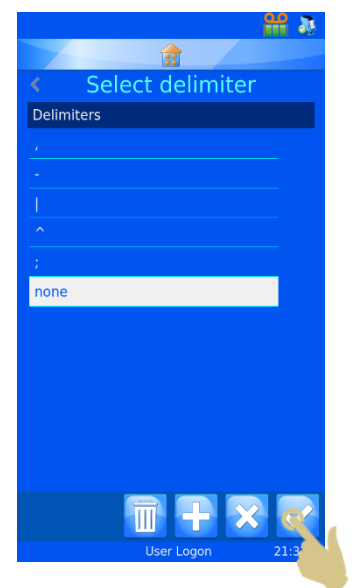 Select delimiter
Delimiters
,
-
|
^
;
none
User Logon